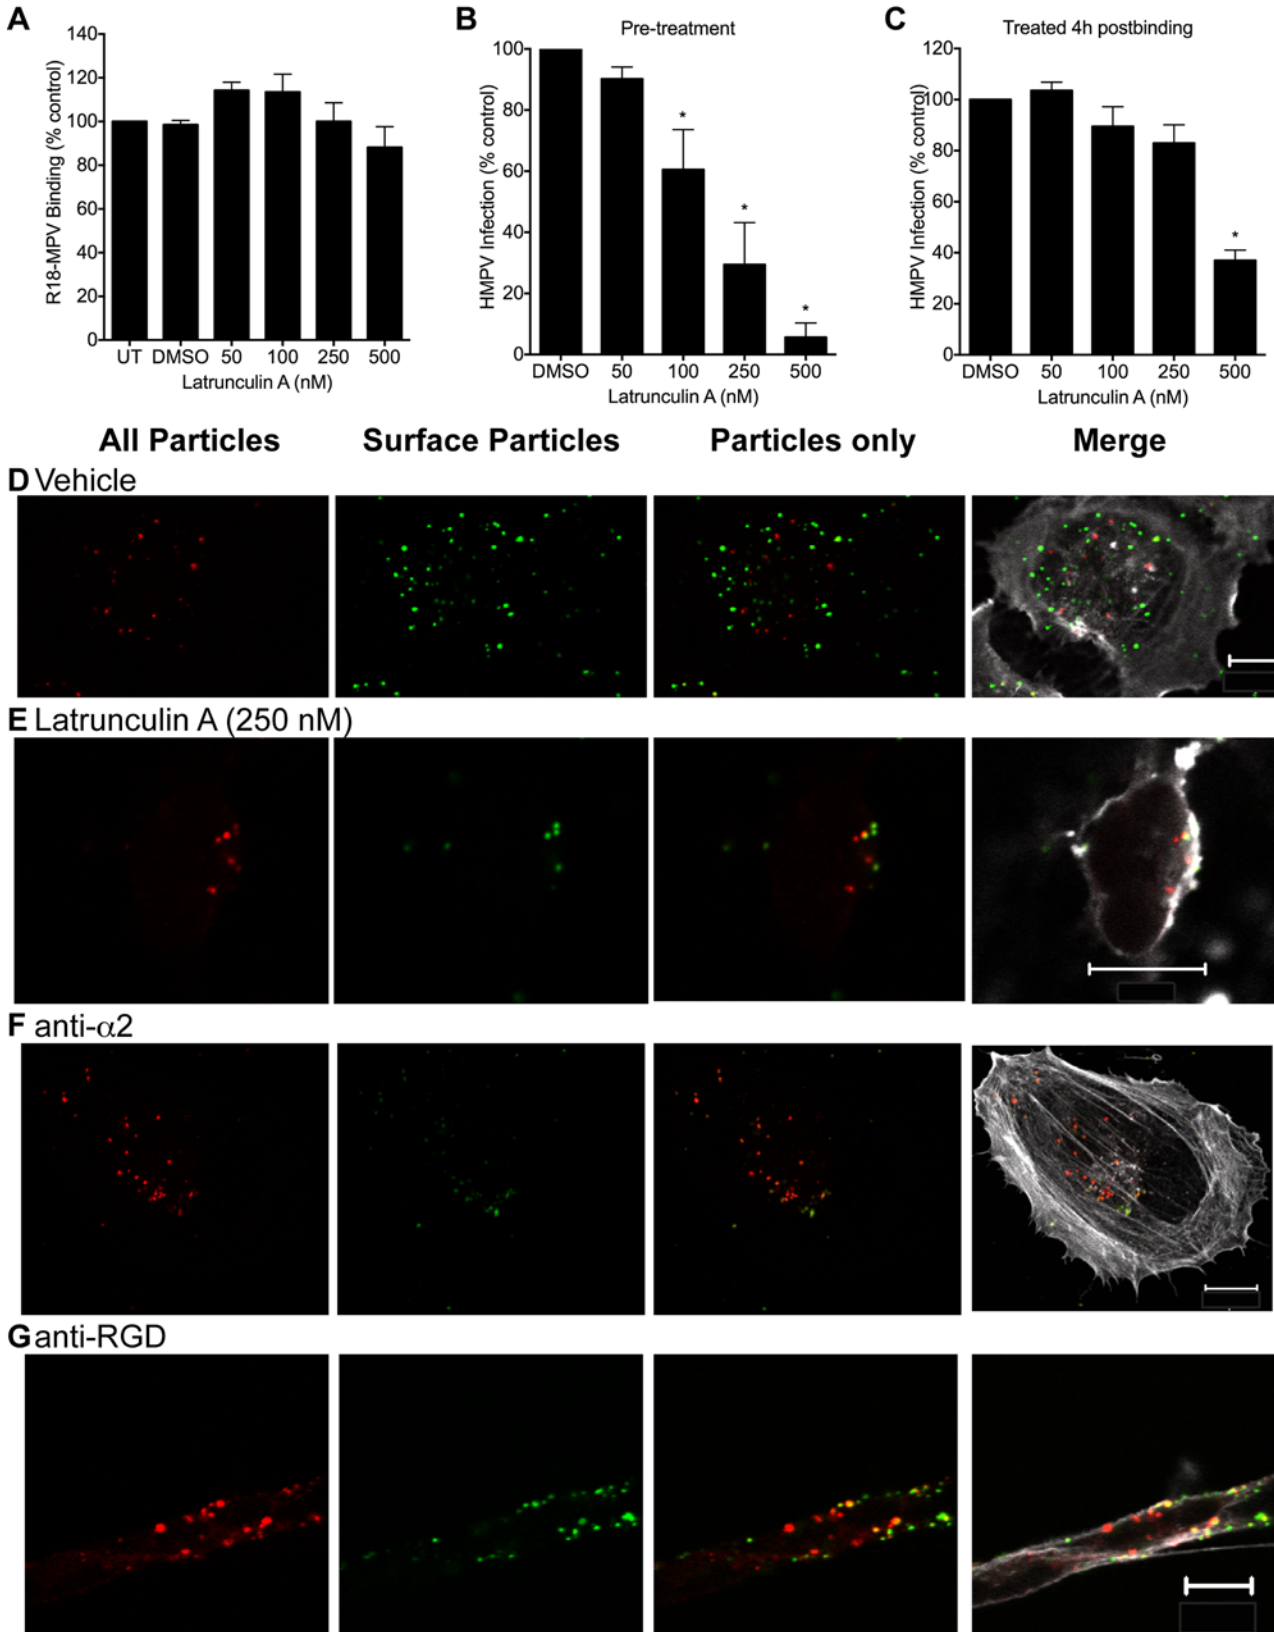 A
R18-MPV Binding (% control)
140
120
100
80
60
40
20
0
UT DMSO 50 100 250 500
Latrunculin A (nM)
B
Pre-treatment
HMPV Infection (% control)
100
80
60
40
20
0
* * *
DMSO 50 100 250 500
Latrunculin A (nM)
C
Treated 4h postbinding
HMPV Infection (% control)
120
100
80
60
40
20
0
*
DMSO 50 100 250 500
Latrunculin A (nM)
All Particles Surface Particles Particles only Merge
D Vehicle
E Latrunculin A (250 nM)
F anti-α2
G anti-RGD